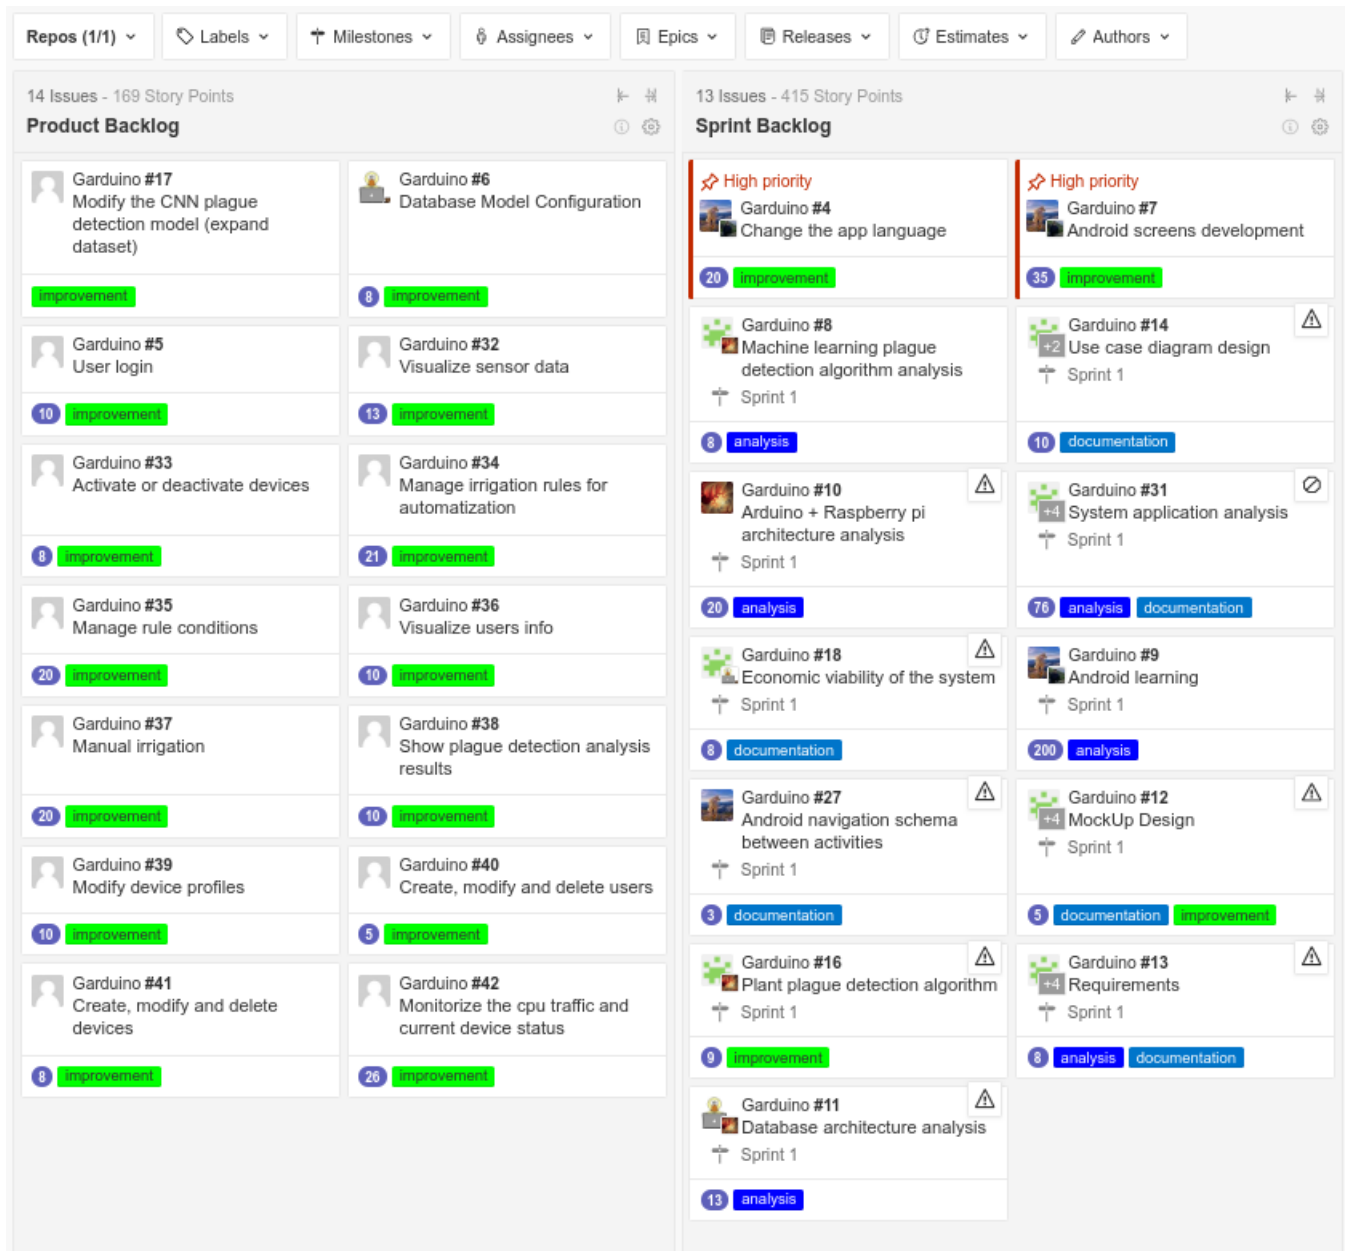 Repos (1/1)
Labels
Milestones
Assignees
Epics
Releases
Estimates
Authors
14 Issues - 169 Story Points
Product Backlog
Garduino #17
Modify the CNN plague
detection model (expand
dataset)
improvement
Garduino #6
Database Model Configuration
8 improvement
Garduino #5
User login
10 improvement
Garduino #32
Visualize sensor data
13 improvement
Garduino #33
Activate or deactivate devices
8 improvement
Garduino #34
Manage irrigation rules for
automatization
21 improvement
Garduino #35
Manage rule conditions
20 improvement
Garduino #36
Visualize users info
10 improvement
Garduino #37
Manual irrigation
20 improvement
Garduino #38
Show plague detection analysis
results
10 improvement
Garduino #39
Modify device profiles
10 improvement
Garduino #40
Create, modify and delete users
5 improvement
Garduino #41
Create, modify and delete
devices
8 improvement
Garduino #42
Monitorize the cpu traffic and
current device status
26 improvement
13 Issues - 415 Story Points
Sprint Backlog
High priority
Garduino #4
Change the app language
20 improvement
High priority
Garduino #7
Android screens development
35 improvement
Garduino #8
Machine learning plague
detection algorithm analysis
Sprint 1
8 analysis
Garduino #14
+2 Use case diagram design
Sprint 1
10 documentation
Garduino #10
Arduino + Raspberry pi
architecture analysis
Sprint 1
20 analysis
Garduino #31
+4 System application analysis
Sprint 1
76 analysis documentation
Garduino #18
Economic viability of the system
Sprint 1
8 documentation
Garduino #9
Android learning
Sprint 1
200 analysis
Garduino #27
Android navigation schema
between activities
Sprint 1
3 documentation
Garduino #12
+4 MockUp Design
Sprint 1
5 documentation improvement
Garduino #16
Plant plague detection algorithm
Sprint 1
9 improvement
Garduino #13
+4 Requirements
Sprint 1
8 analysis documentation
Garduino #11
Database architecture analysis
Sprint 1
13 analysis